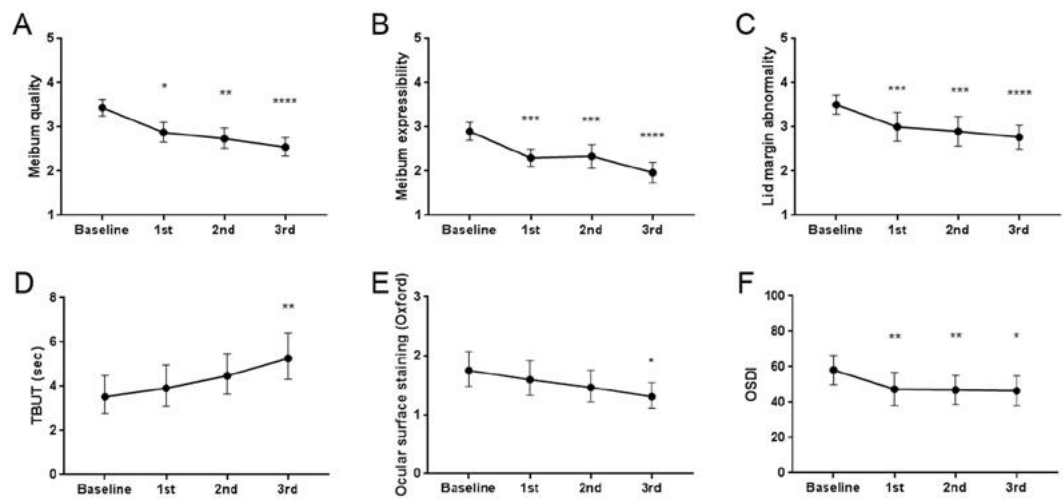 A
Meibum quality
5
4
3
2
1
* ** ****
Baseline 1st 2nd 3rd
B
Meibum expressibility
5
4
3
2
1
*** *** ****
Baseline 1st 2nd 3rd
C
Lid margin abnormality
5
4
3
2
1
*** *** ****
Baseline 1st 2nd 3rd
D
TBUT (sec)
8
6
4
2
0
**
Baseline 1st 2nd 3rd
E
Ocular surface staining (Oxford)
3
2
1
0
*
Baseline 1st 2nd 3rd
F
OSDI
100
80
60
40
20
0
** ** *
Baseline 1st 2nd 3rd